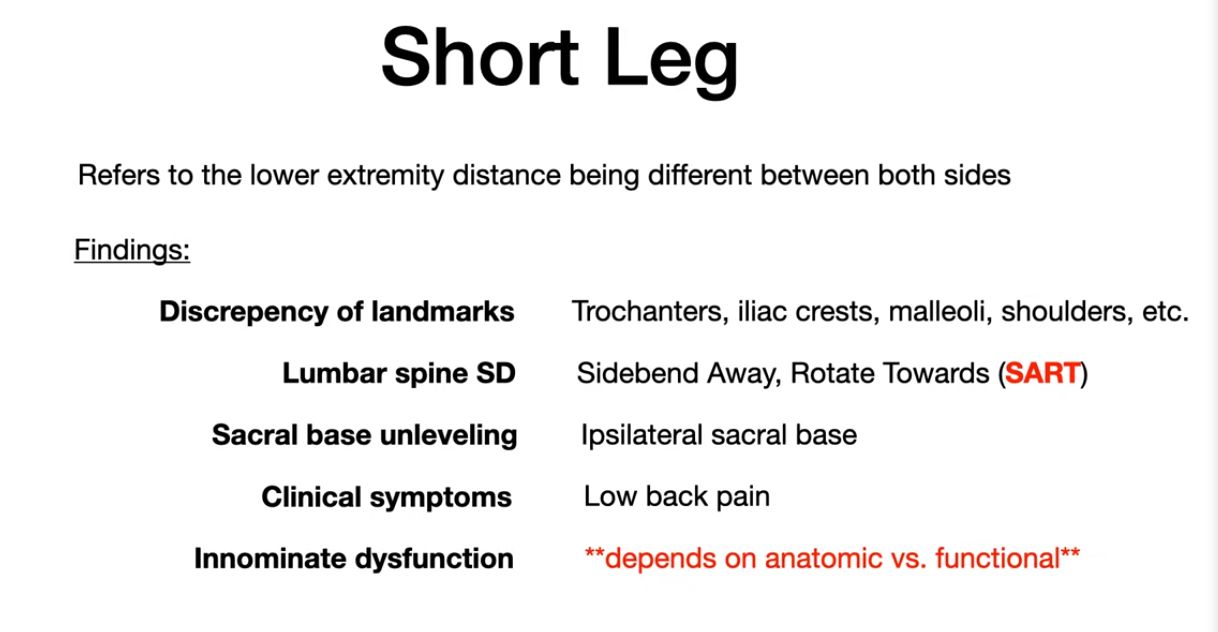 Short Leg
Refers to the lower extremity distance being different between both sides
Findings:
Discrepency of landmarks Trochanters, iliac crests, malleoli, shoulders, etc.
Lumbar spine SD Sidebend Away, Rotate Towards (SART)
Sacral base unleveling Ipsilateral sacral base
Clinical symptoms Low back pain
Innominate dysfunction **depends on anatomic vs. functional**